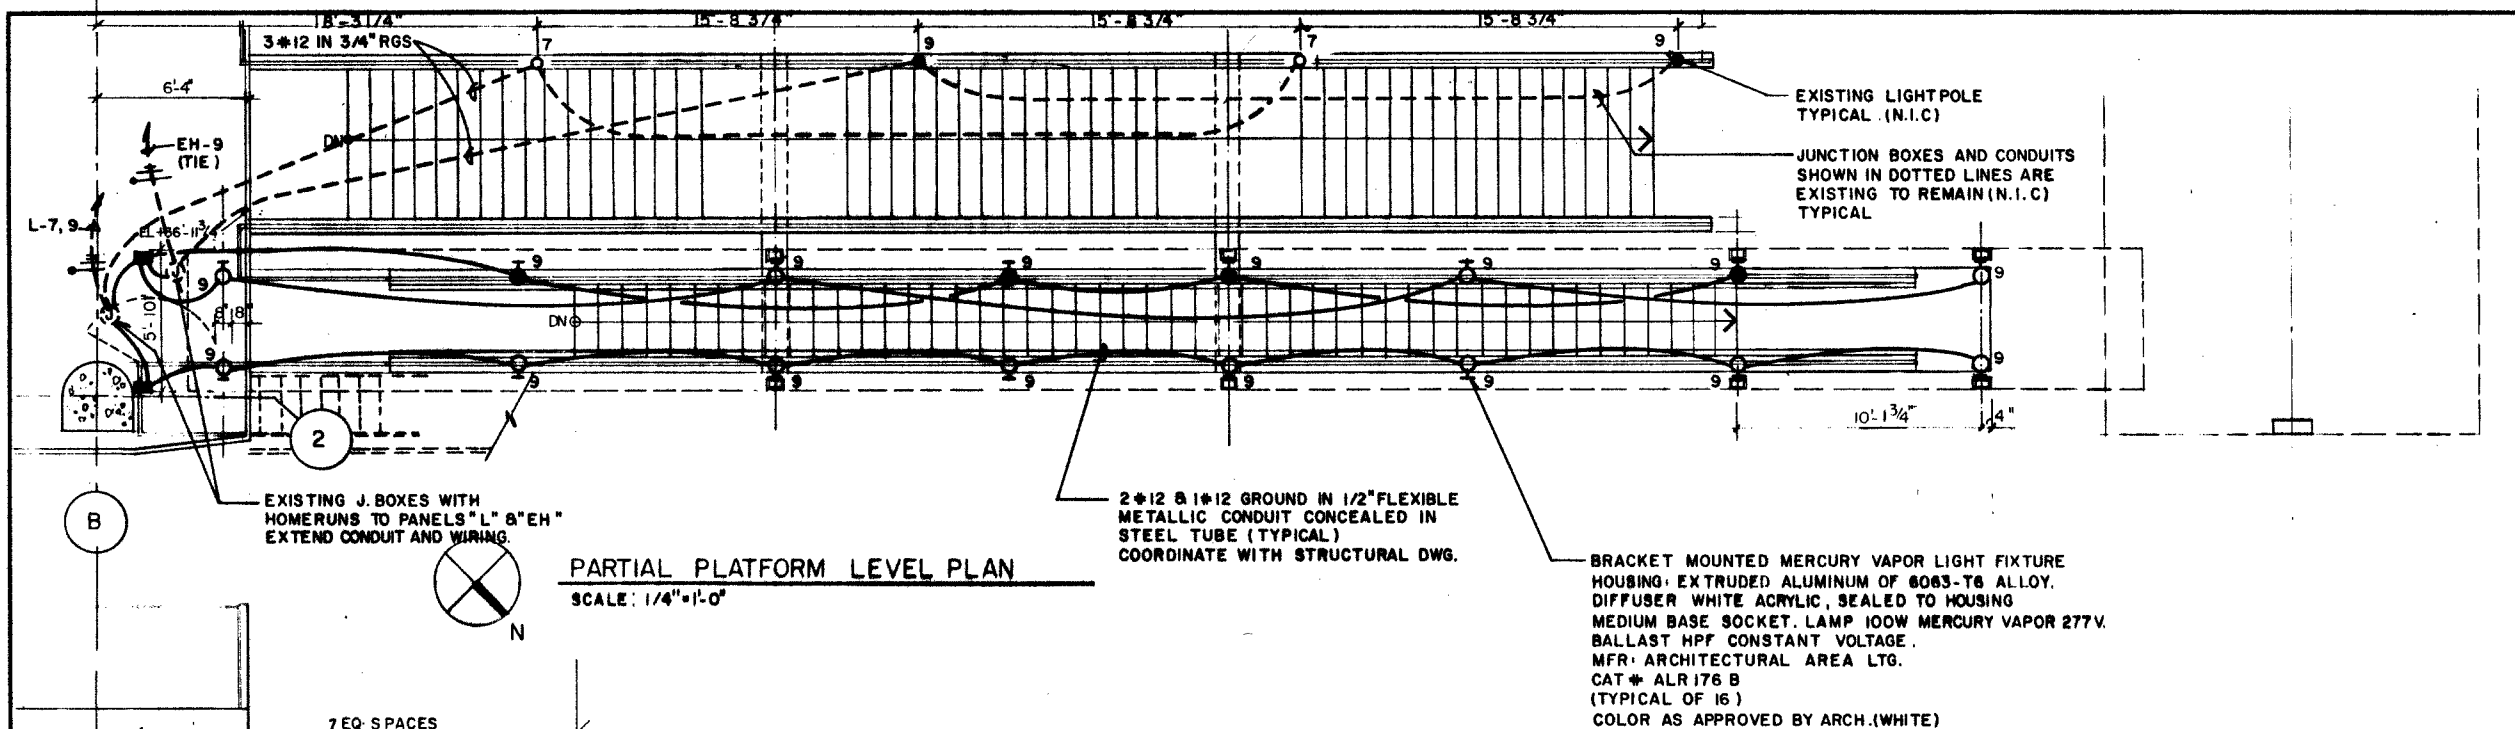 18'-3 1/4" 15'-8 3/4" 15'-8 3/4" 15'-8 3/4"
3#12 IN 3/4" RGS
7 9 7 9
6'-4"
EXISTING LIGHTPOLE
TYPICAL (N.I.C)
EH-9
(TIE)
DN
JUNCTION BOXES AND CONDUITS
SHOWN IN DOTTED LINES ARE
EXISTING TO REMAIN (N.I.C)
TYPICAL
L-7, 9
9 9 9 9 9 9 9 9
8" 8"
5'-10"
DN
9 9 9 9 9 9 9 9
10'-1 3/4" 4"
2
B
EXISTING J. BOXES WITH
HOMERUNS TO PANELS "L" & "EH"
EXTEND CONDUIT AND WIRING.
2#12 & 1#12 GROUND IN 1/2" FLEXIBLE
METALLIC CONDUIT CONCEALED IN
STEEL TUBE (TYPICAL)
COORDINATE WITH STRUCTURAL DWG.
N
PARTIAL PLATFORM LEVEL PLAN
SCALE: 1/4"=1'-0"
BRACKET MOUNTED MERCURY VAPOR LIGHT FIXTURE
HOUSING: EXTRUDED ALUMINUM OF 6063-T6 ALLOY.
DIFFUSER WHITE ACRYLIC, SEALED TO HOUSING
MEDIUM BASE SOCKET. LAMP 100W MERCURY VAPOR 277V.
BALLAST HPF CONSTANT VOLTAGE.
MFR: ARCHITECTURAL AREA LTG.
CAT # ALR 176 B
(TYPICAL OF 16)
COLOR AS APPROVED BY ARCH.(WHITE)
7 EQ. SPACES